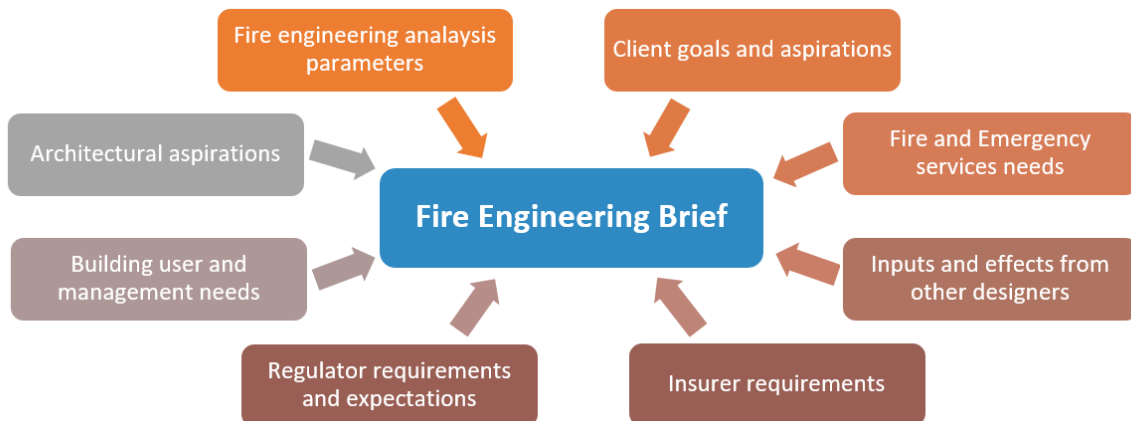 Fire engineering analaysis
parameters
Client goals and aspirations
Architectural aspirations
Fire and Emergency
services needs
Fire Engineering Brief
Building user and
management needs
Inputs and effects from
other designers
Regulator requirements
and expectations
Insurer requirements